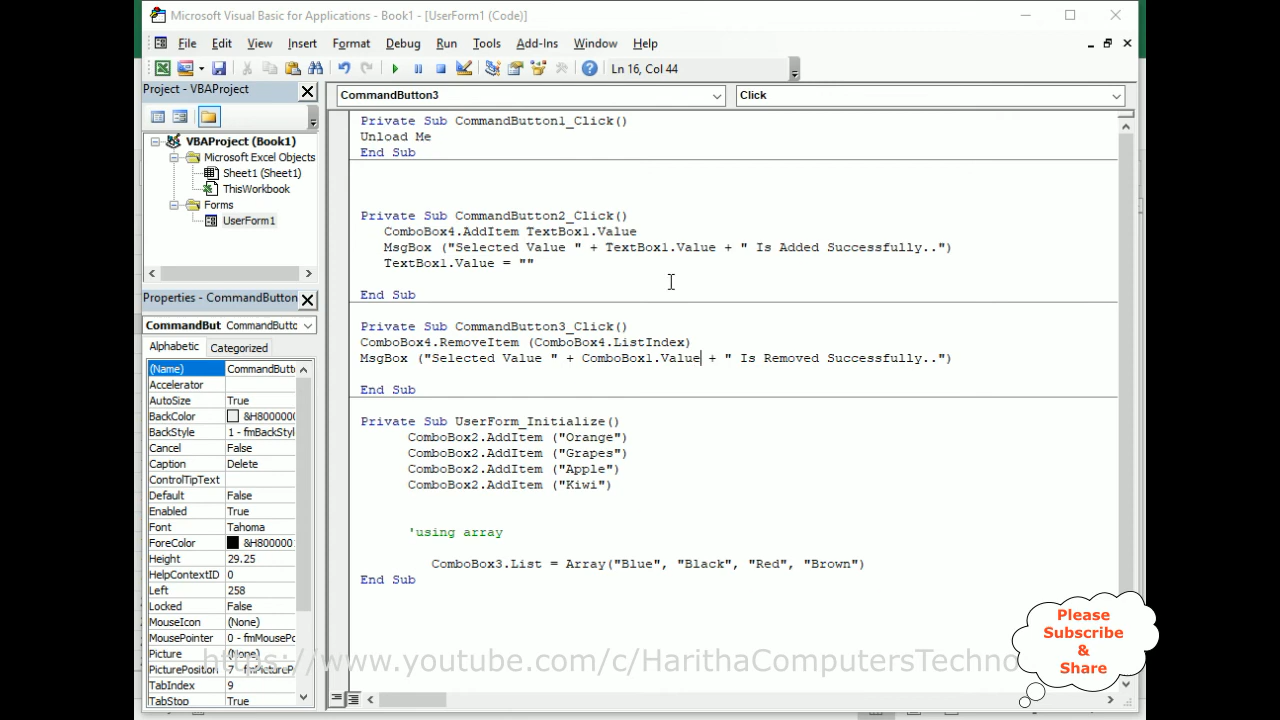 Microsoft Visual Basic for Applications - Book1 - [UserForm1 (Code)]
File Edit View Insert Format Debug Run Tools Add-Ins Window Help
Ln 16, Col 44
Project - VBAProject
CommandButton3 Click
VBAProject (Book1)
Microsoft Excel Objects
Sheet1 (Sheet1)
ThisWorkbook
Forms
UserForm1
Properties - CommandButton
CommandBut CommandButto
Alphabetic Categorized
(Name) CommandButto
Accelerator
AutoSize True
BackColor &H8000000
BackStyle 1 - fmBackStyl
Cancel False
Caption Delete
ControlTipText
Default False
Enabled True
Font Tahoma
ForeColor &H8000001
Height 29.25
HelpContextID 0
Left 258
Locked False
MouseIcon (None)
MousePointer 0 - fmMousePo
Picture (None)
PicturePosition 7 - fmPictureP
TabIndex 9
TabStop True
Private Sub CommandButton1_Click()
Unload Me
End Sub
Private Sub CommandButton2_Click()
ComboBox4.AddItem TextBox1.Value
MsgBox ("Selected Value " + TextBox1.Value + " Is Added Successfully..")
TextBox1.Value = ""
End Sub
Private Sub CommandButton3_Click()
ComboBox4.RemoveItem (ComboBox4.ListIndex)
MsgBox ("Selected Value " + ComboBox1.Value + " Is Removed Successfully..")
End Sub
Private Sub UserForm_Initialize()
ComboBox2.AddItem ("Orange")
ComboBox2.AddItem ("Grapes")
ComboBox2.AddItem ("Apple")
ComboBox2.AddItem ("Kiwi")
'using array
ComboBox3.List = Array("Blue", "Black", "Red", "Brown")
End Sub
Please
Subscribe
&
Share
https://www.youtube.com/c/HarithaComputersTechno